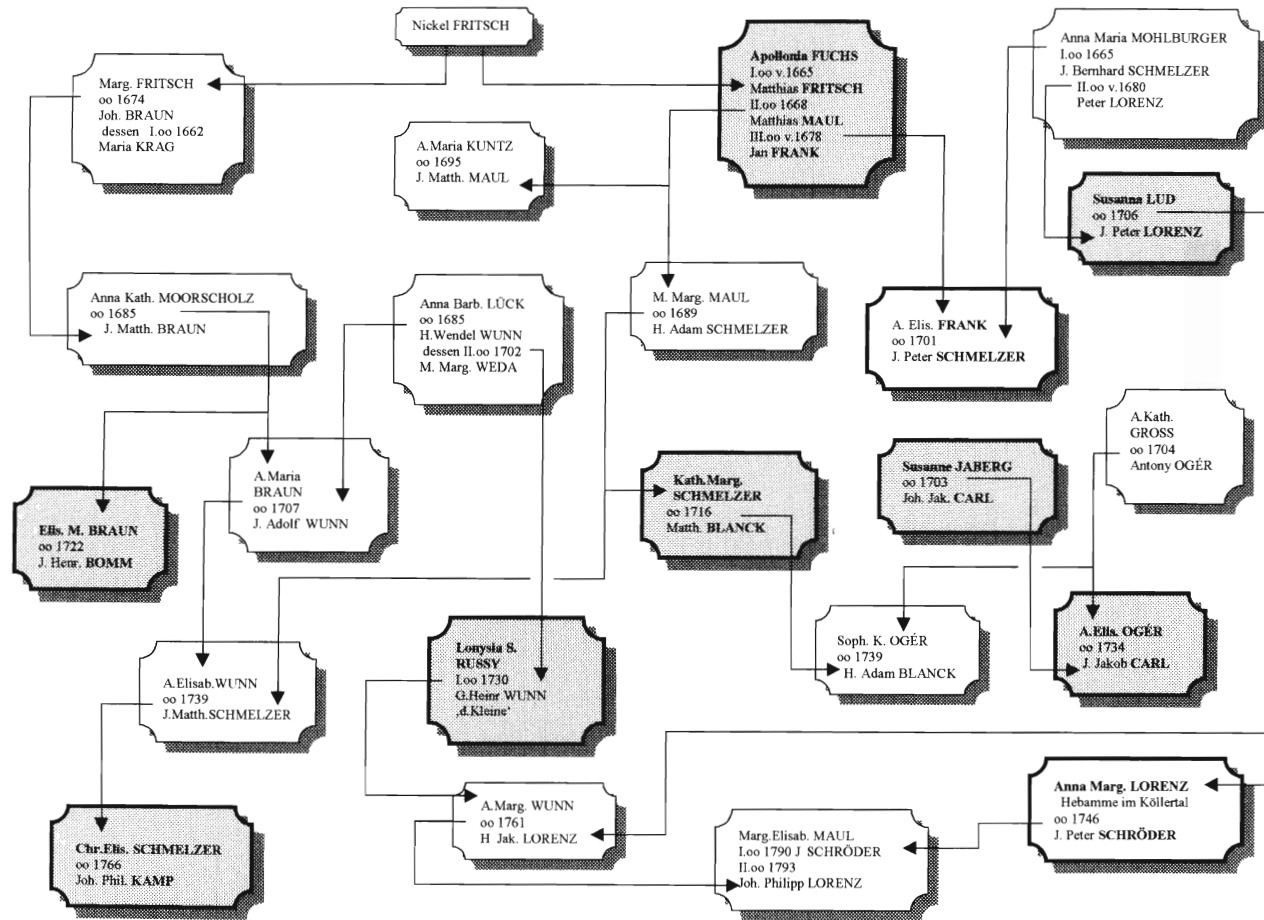 Nickel FRITSCH
Marg. FRITSCH
oo 1674
Joh. BRAUN
dessen I.oo 1662
Maria KRAG
A.Maria KUNTZ
oo 1695
J. Matth. MAUL
Apollonia FUCHS
I.oo v.1665
Matthias FRITSCH
II.oo 1668
Matthias MAUL
III.oo v.1678
Jan FRANK
Anna Maria MOHLBURGER
I.oo 1665
J. Bernhard SCHMELZER
II.oo v.1680
Peter LORENZ
Susanna LUD
oo 1706
J. Peter LORENZ
Anna Kath. MOORSCHOLZ
oo 1685
J. Matth. BRAUN
Anna Barb. LÜCK
oo 1685
H.Wendel WUNN
dessen II.oo 1702
M. Marg. WEDA
M. Marg. MAUL
oo 1689
H. Adam SCHMELZER
A. Elis. FRANK
oo 1701
J. Peter SCHMELZER
A.Kath.
GROSS
oo 1704
Antony OGÉR
Elis. M. BRAUN
oo 1722
J. Henr. BOMM
A.Maria
BRAUN
oo 1707
J. Adolf WUNN
Kath.Marg.
SCHMELZER
oo 1716
Matth. BLANCK
Susanne JABERG
oo 1703
Joh. Jak. CARL
A.Elisab.WUNN
oo 1739
J.Matth.SCHMELZER
Lonysia S.
RUSSY
I.oo 1730
G.Heinr.WUNN
‚d.Kleine‘
Soph. K. OGÉR
oo 1739
H. Adam BLANCK
A.Elis. OGÉR
oo 1734
J. Jakob CARL
Chr.Elis. SCHMELZER
oo 1766
Joh. Phil. KAMP
A.Marg. WUNN
oo 1761
H Jak. LORENZ
Marg.Elisab. MAUL
I.oo 1790 J SCHRÖDER
II.oo 1793
Joh. Philipp LORENZ
Anna Marg. LORENZ
Hebamme im Köllertal
oo 1746
J. Peter SCHRÖDER